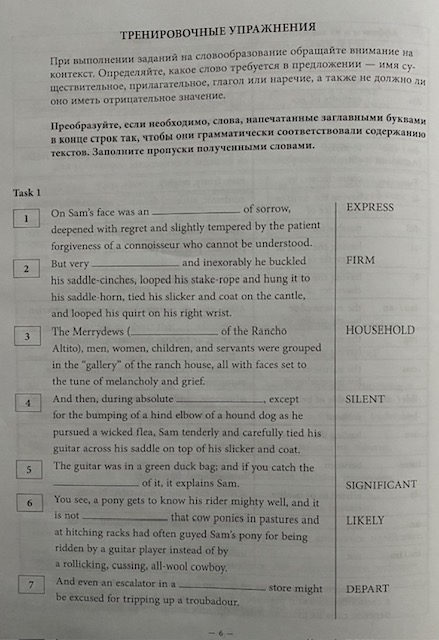 ТРЕНИРОВОЧНЫЕ УПРАЖНЕНИЯ
При выполнении заданий на словообразование обращайте внимание на
контекст. Определяйте, какое слово требуется в предложении — имя су-
ществительное, прилагательное, глагол или наречие, а также не должно ли
оно иметь отрицательное значение.
Преобразуйте, если необходимо, слова, напечатанные заглавными буквами
в конце строк так, чтобы они грамматически соответствовали содержанию
текстов. Заполните пропуски полученными словами.
Task 1
1 On Sam's face was an ________ of sorrow, EXPRESS
deepened with regret and slightly tempered by the patient
forgiveness of a connoisseur who cannot be understood.
2 But very ________ and inexorably he buckled FIRM
his saddle-cinches, looped his stake-rope and hung it to
his saddle-horn, tied his slicker and coat on the cantle,
and looped his quirt on his right wrist.
3 The Merrydews (________ of the Rancho HOUSEHOLD
Altito), men, women, children, and servants were grouped
in the "gallery" of the ranch house, all with faces set to
the tune of melancholy and grief.
4 And then, during absolute ________, except SILENT
for the bumping of a hind elbow of a hound dog as he
pursued a wicked flea, Sam tenderly and carefully tied his
guitar across his saddle on top of his slicker and coat.
5 The guitar was in a green duck bag; and if you catch the
________ of it, it explains Sam. SIGNIFICANT
6 You see, a pony gets to know his rider mighty well, and it
is not ________ that cow ponies in pastures and LIKELY
at hitching racks had often guyed Sam's pony for being
ridden by a guitar player instead of by
a rollicking, cussing, all-wool cowboy.
7 And even an escalator in a ________ store might DEPART
be excused for tripping up a troubadour.
— 6 —